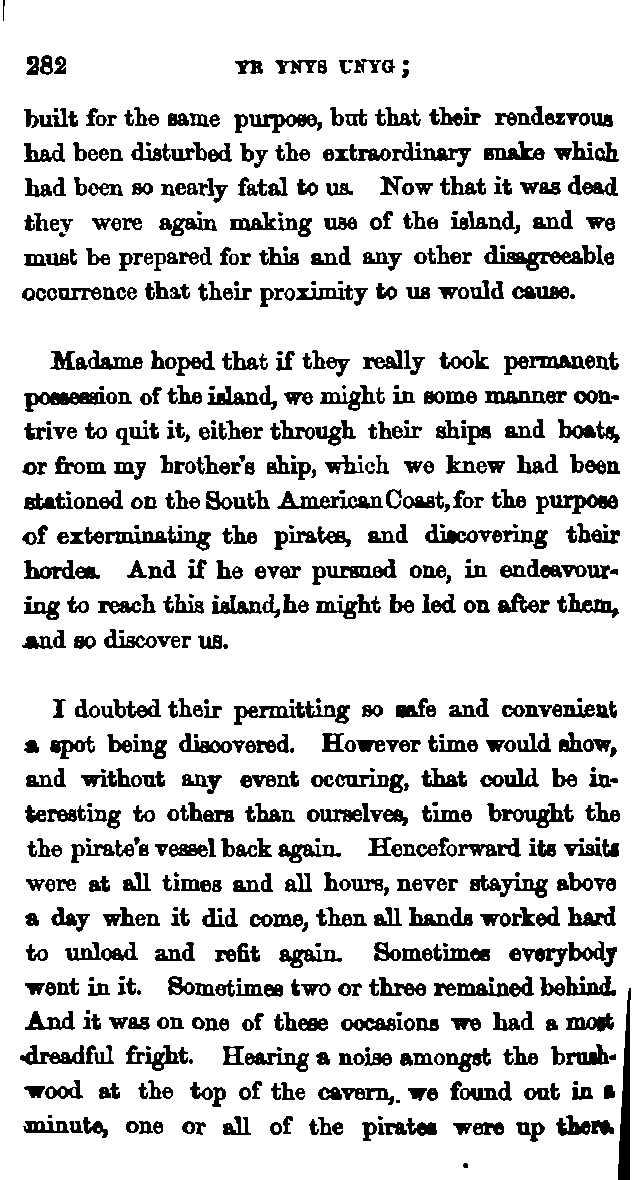 282 YR YNYS UNYG;
built for the same purpose, but that their rendezvous
had been disturbed by the extraordinary snake which
had been so nearly fatal to us. Now that it was dead
they were again making use of the island, and we
must be prepared for this and any other disagreeable
occurrence that their proximity to us would cause.
Madame hoped that if they really took permanent
possession of the island, we might in some manner con-
trive to quit it, either through their ships and boats,
or from my brother's ship, which we knew had been
stationed on the South American Coast, for the purpose
of exterminating the pirates, and discovering their
hordes. And if he ever pursued one, in endeavour-
ing to reach this island, he might be led on after them,
and so discover us.
I doubted their permitting so safe and convenient
a spot being discovered. However time would show,
and without any event occuring, that could be in-
teresting to others than ourselves, time brought the
the pirate's vessel back again. Henceforward its visits
were at all times and all hours, never staying above
a day when it did come, then all hands worked hard
to unload and refit again. Sometimes everybody
went in it. Sometimes two or three remained behind.
And it was on one of these occasions we had a most
dreadful fright. Hearing a noise amongst the brush-
wood at the top of the cavern, we found out in a
minute, one or all of the pirates were up there.